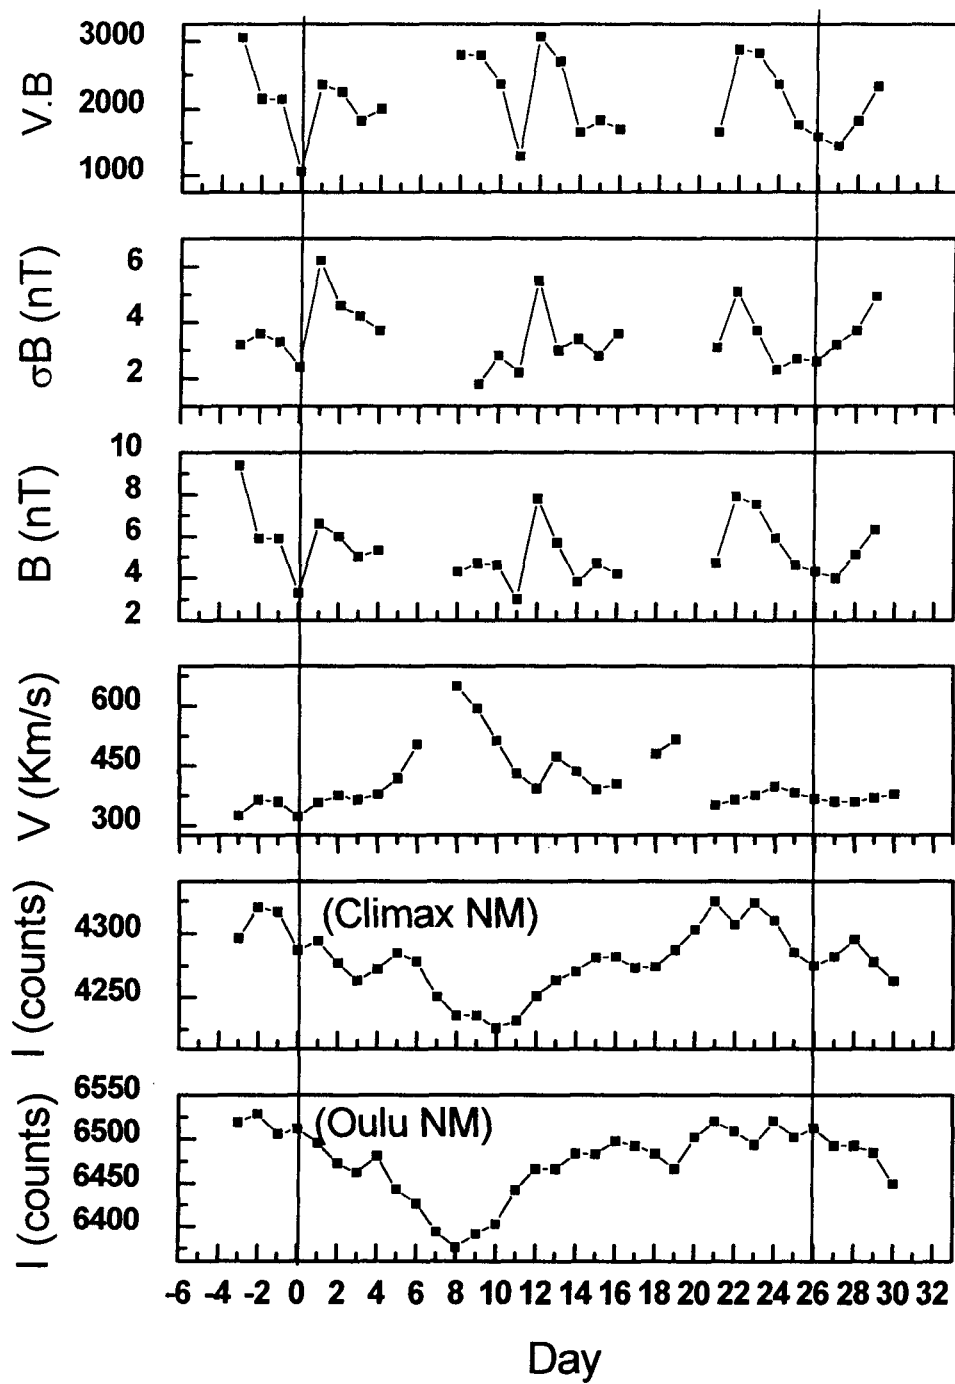 V.B
3000
2000
1000
σB (nT)
6
4
2
B (nT)
10
8
6
4
2
V (Km/s)
600
450
300
I (counts)
4300
4250
(Climax NM)
I (counts)
6550
6500
6450
6400
(Oulu NM)
-6 -4 -2 0 2 4 6 8 10 12 14 16 18 20 22 24 26 28 30 32
Day